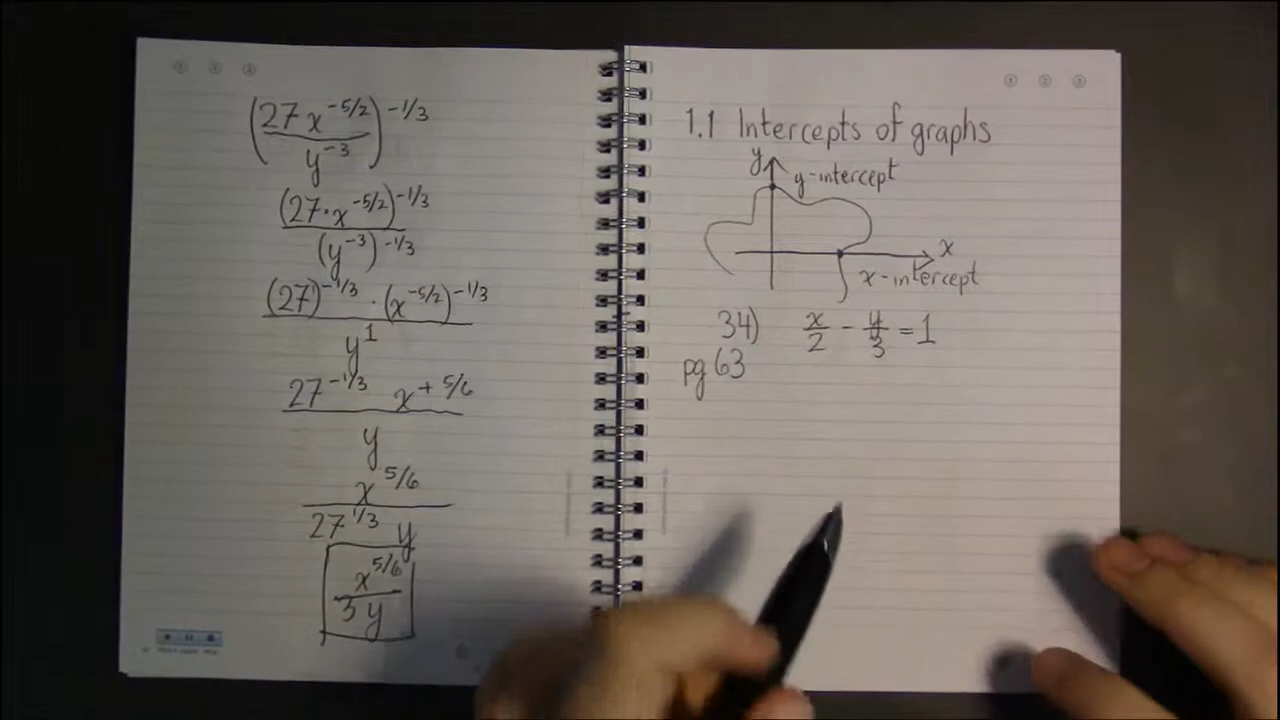 (27 x^{-5/2} / y^{-3})^{-1/3}
(27 · x^{-5/2})^{-1/3} / (y^{-3})^{-1/3}
(27)^{-1/3} · (x^{-5/2})^{-1/3} / y^1
27^{-1/3} x^{+5/6} / y
x^{5/6} / 27^{1/3} y
x^{5/6} / 3y
1.1 Intercepts of graphs
y
y-intercept
x
x-intercept
34) x/2 - y/3 = 1
pg 63